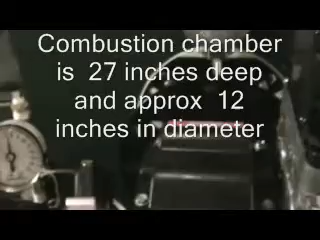 Combustion chamber
is 27 inches deep
and approx 12
inches in diameter